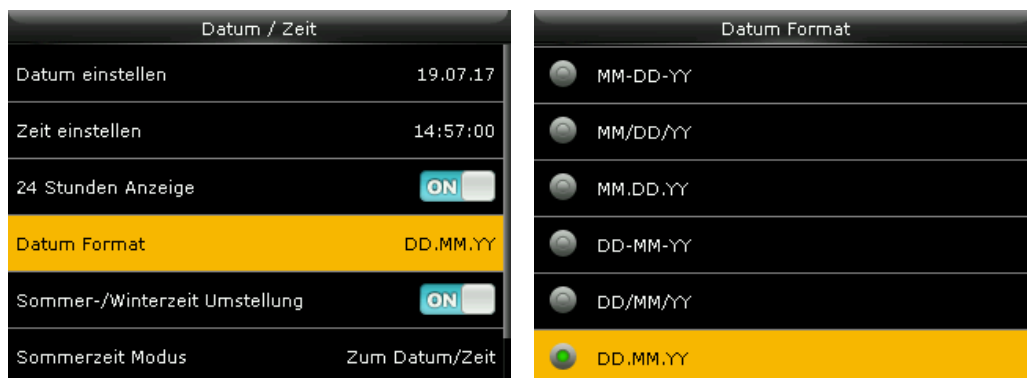 Datum / Zeit
Datum einstellen 19.07.17
Zeit einstellen 14:57:00
24 Stunden Anzeige ON
Datum Format DD.MM.YY
Sommer-/Winterzeit Umstellung ON
Sommerzeit Modus Zum Datum/Zeit
Datum Format
MM-DD-YY
MM/DD/YY
MM.DD.YY
DD-MM-YY
DD/MM/YY
DD.MM.YY